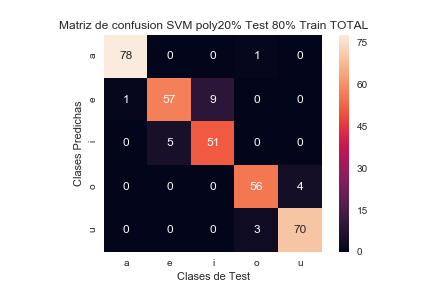 Matriz de confusion SVM poly20% Test 80% Train TOTAL
Clases Predichas
a 78 0 0 1 0
e 1 57 9 0 0
i 0 5 51 0 0
o 0 0 0 56 4
u 0 0 0 3 70
a e i o u
Clases de Test
75
60
45
30
15
0